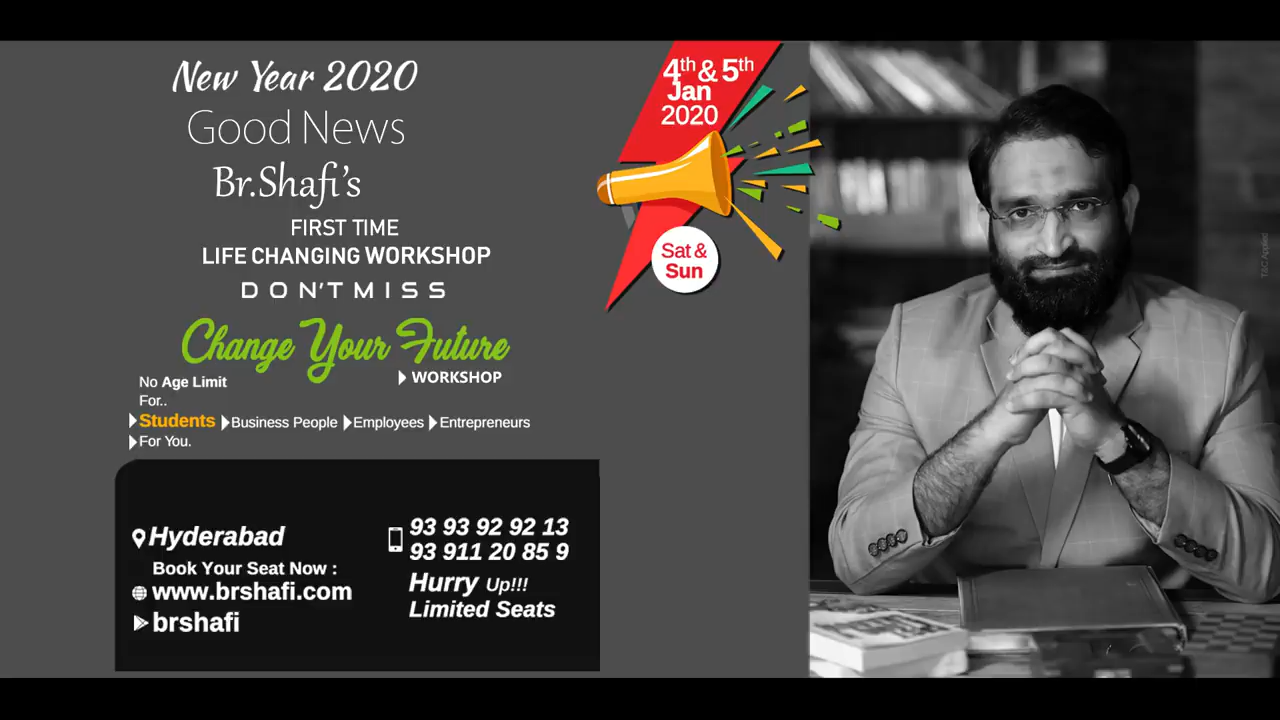 New Year 2020
Good News
Br.Shafi's
FIRST TIME
LIFE CHANGING WORKSHOP
DON'T MISS
Change Your Future
WORKSHOP
No Age Limit
For..
Students Business People Employees Entrepreneurs
For You.
Hyderabad
Book Your Seat Now :
www.brshafi.com
brshafi
93 93 92 92 13
93 911 20 85 9
Hurry Up!!!
Limited Seats
4th & 5th
Jan
2020
Sat &
Sun
T&C Applied